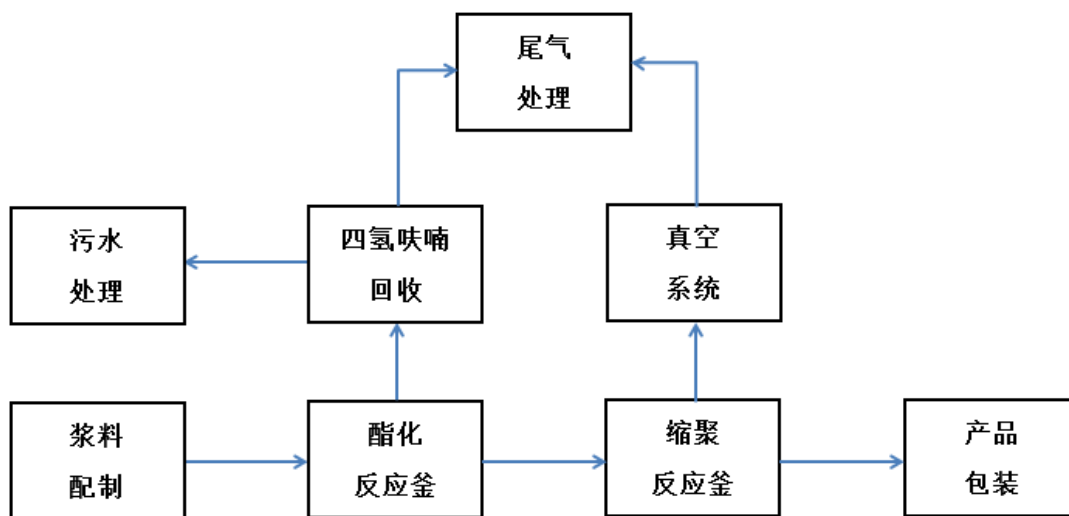 尾气
处理
污水
处理
四氢呋喃
回收
真空
系统
浆料
配制
酯化
反应釜
缩聚
反应釜
产品
包装